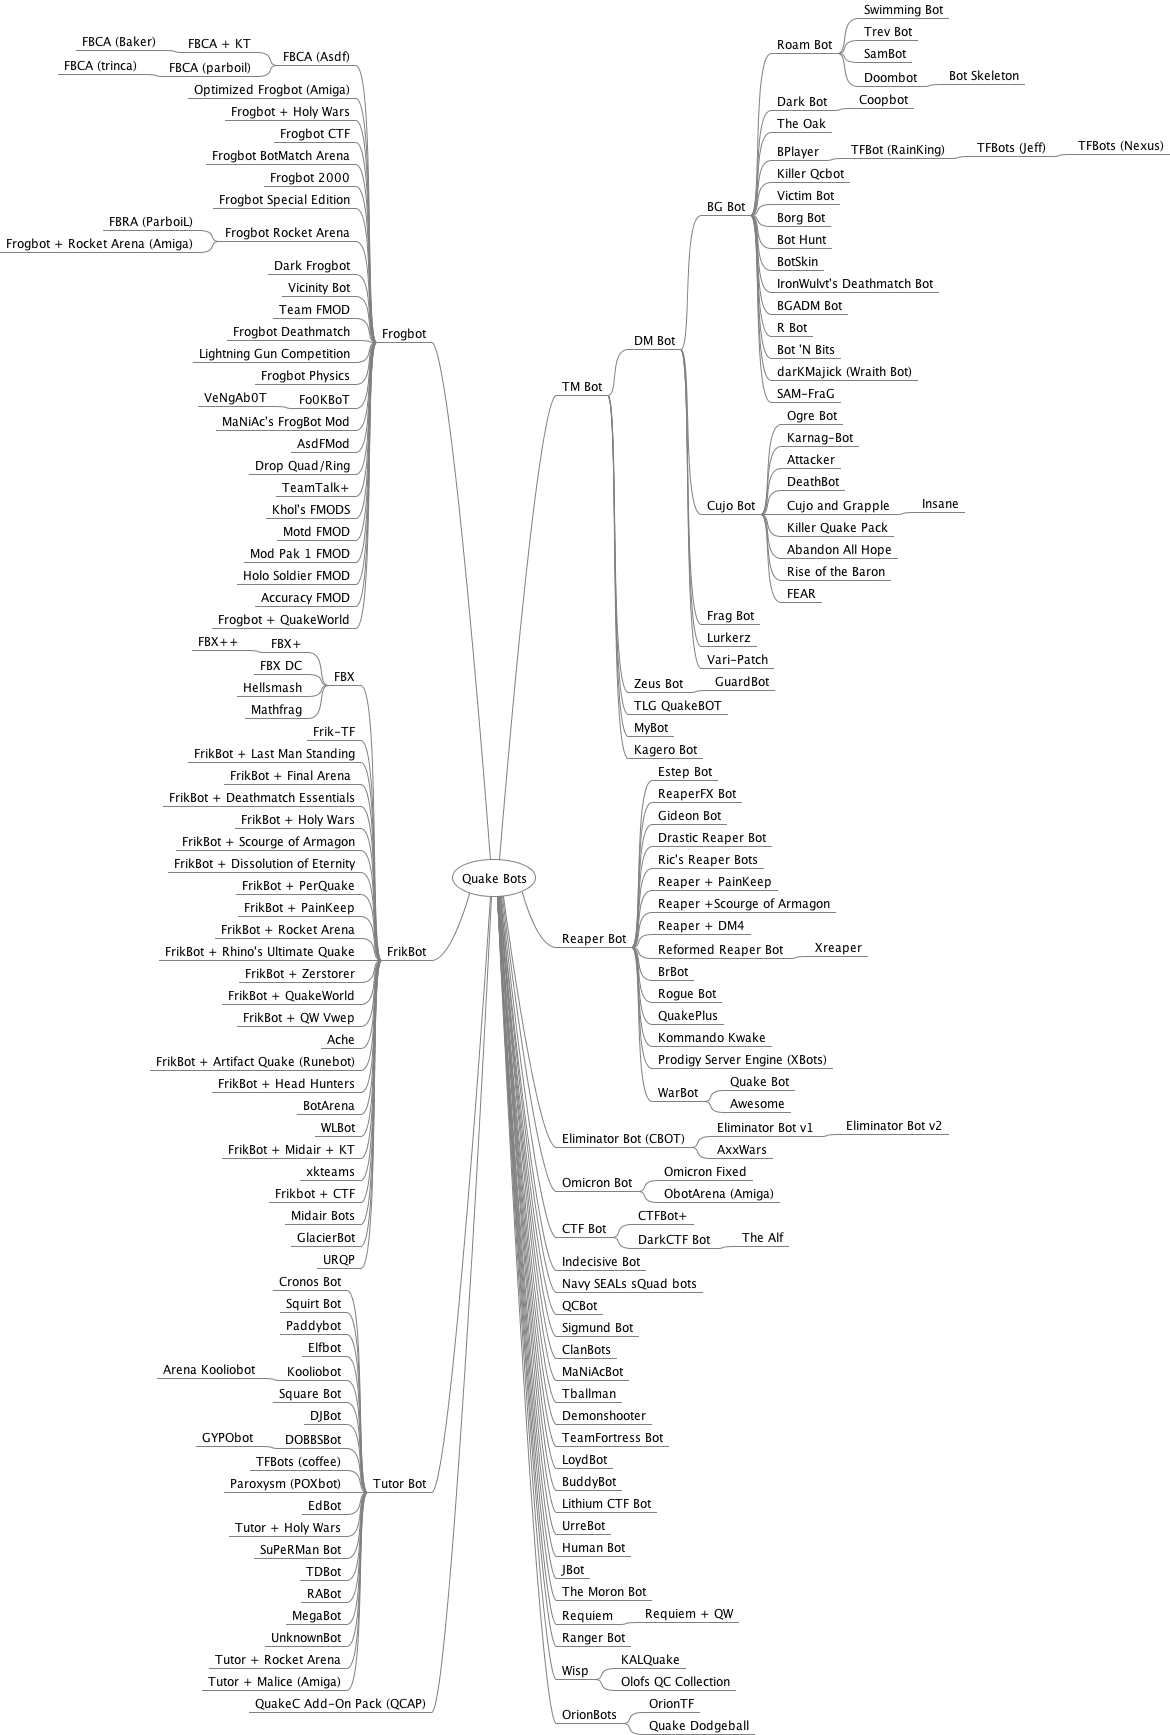 Quake Bots
TM Bot
DM Bot
BG Bot
Roam Bot
Swimming Bot
Trev Bot
SamBot
Doombot
Bot Skeleton
Dark Bot
Coopbot
The Oak
BPlayer
TFBot (RainKing)
TFBots (Jeff)
TFBots (Nexus)
Killer Qcbot
Victim Bot
Borg Bot
Bot Hunt
BotSkin
IronWulvt's Deathmatch Bot
BGADM Bot
R Bot
Bot 'N Bits
darKMajick (Wraith Bot)
SAM-FraG
Cujo Bot
Ogre Bot
Karnag-Bot
Attacker
DeathBot
Cujo and Grapple
Insane
Killer Quake Pack
Abandon All Hope
Rise of the Baron
FEAR
Frag Bot
Lurkerz
Vari-Patch
Zeus Bot
GuardBot
TLG QuakeBOT
MyBot
Kagero Bot
Reaper Bot
Estep Bot
ReaperFX Bot
Gideon Bot
Drastic Reaper Bot
Ric's Reaper Bots
Reaper + PainKeep
Reaper +Scourge of Armagon
Reaper + DM4
Reformed Reaper Bot
Xreaper
BrBot
Rogue Bot
QuakePlus
Kommando Kwake
Prodigy Server Engine (XBots)
WarBot
Quake Bot
Awesome
Eliminator Bot (CBOT)
Eliminator Bot v1
Eliminator Bot v2
AxxWars
Omicron Bot
Omicron Fixed
ObotArena (Amiga)
CTF Bot
CTFBot+
DarkCTF Bot
The Alf
Indecisive Bot
Navy SEALs sQuad bots
QCBot
Sigmund Bot
ClanBots
MaNiAcBot
Tballman
Demonshooter
TeamFortress Bot
LoydBot
BuddyBot
Lithium CTF Bot
UrreBot
Human Bot
JBot
The Moron Bot
Requiem
Requiem + QW
Ranger Bot
Wisp
KALQuake
Olofs QC Collection
OrionBots
OrionTF
Quake Dodgeball
Frogbot
FBCA (Asdf)
FBCA + KT
FBCA (Baker)
FBCA (parboil)
FBCA (trinca)
Optimized Frogbot (Amiga)
Frogbot + Holy Wars
Frogbot CTF
Frogbot BotMatch Arena
Frogbot 2000
Frogbot Special Edition
Frogbot Rocket Arena
FBRA (ParboiL)
Frogbot + Rocket Arena (Amiga)
Dark Frogbot
Vicinity Bot
Team FMOD
Frogbot Deathmatch
Lightning Gun Competition
Frogbot Physics
Fo0KBoT
VeNgAb0T
MaNiAc's FrogBot Mod
AsdFMod
Drop Quad/Ring
TeamTalk+
Khol's FMODS
Motd FMOD
Mod Pak 1 FMOD
Holo Soldier FMOD
Accuracy FMOD
Frogbot + QuakeWorld
FrikBot
FBX
FBX+
FBX++
FBX DC
Hellsmash
Mathfrag
Frik-TF
FrikBot + Last Man Standing
FrikBot + Final Arena
FrikBot + Deathmatch Essentials
FrikBot + Holy Wars
FrikBot + Scourge of Armagon
FrikBot + Dissolution of Eternity
FrikBot + PerQuake
FrikBot + PainKeep
FrikBot + Rocket Arena
FrikBot + Rhino's Ultimate Quake
FrikBot + Zerstorer
FrikBot + QuakeWorld
FrikBot + QW Vwep
Ache
FrikBot + Artifact Quake (Runebot)
FrikBot + Head Hunters
BotArena
WLBot
FrikBot + Midair + KT
xkteams
Frikbot + CTF
Midair Bots
GlacierBot
URQP
Tutor Bot
Cronos Bot
Squirt Bot
Paddybot
Elfbot
Kooliobot
Arena Kooliobot
Square Bot
DJBot
DOBBSBot
GYPObot
TFBots (coffee)
Paroxysm (POXbot)
EdBot
Tutor + Holy Wars
SuPeRMan Bot
TDBot
RABot
MegaBot
UnknownBot
Tutor + Rocket Arena
Tutor + Malice (Amiga)
QuakeC Add-On Pack (QCAP)